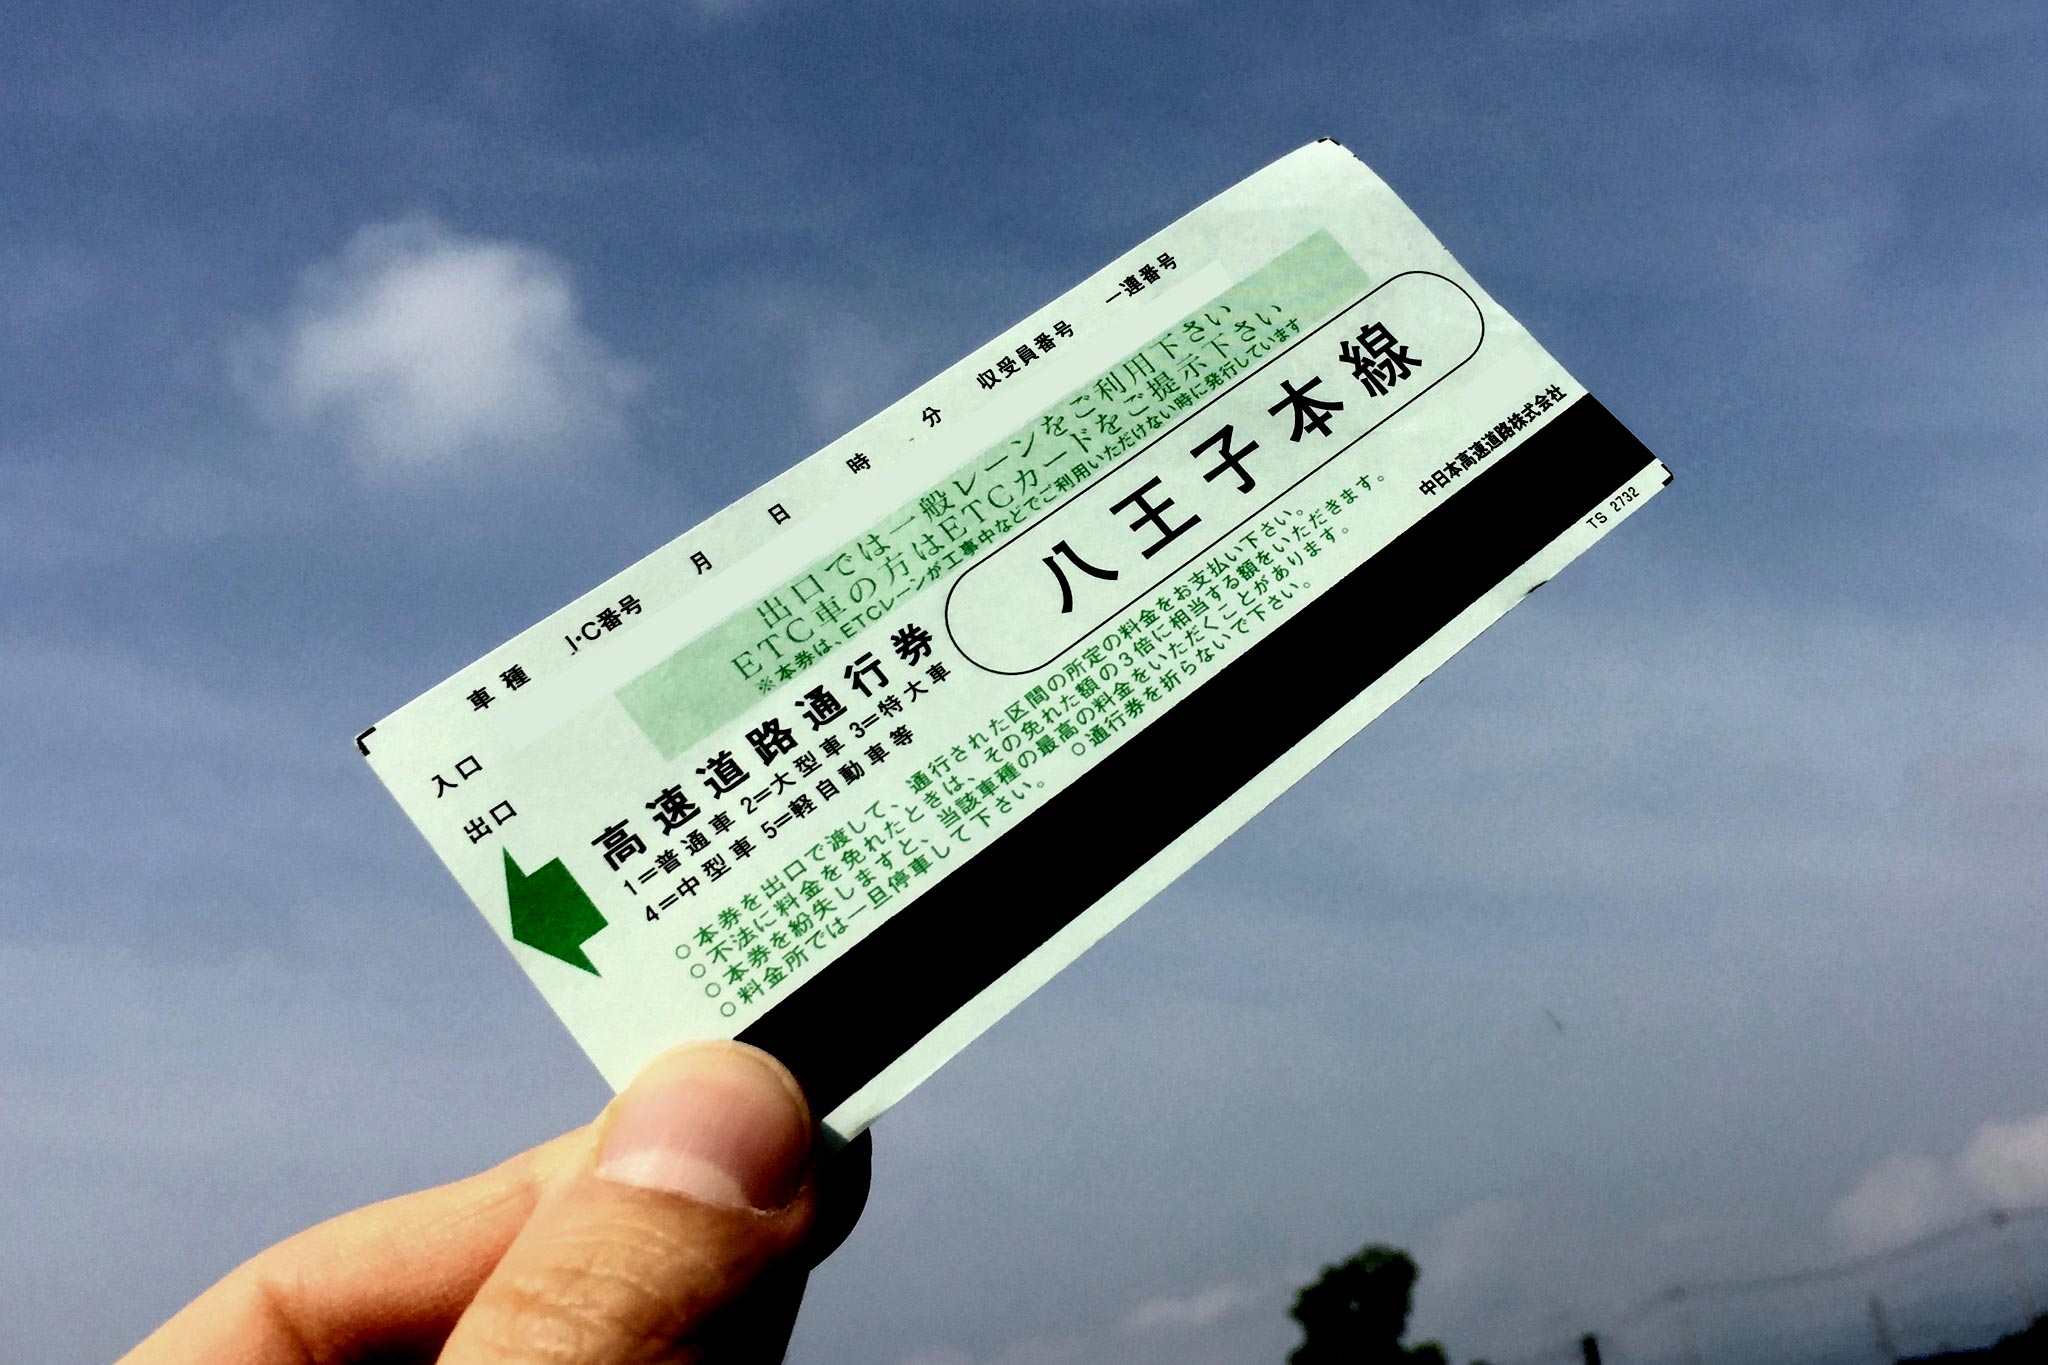 車種 I・C番号 月 日 時 分 収受員番号 一連番号
入口
出口
出口では一般レーンをご利用下さい
ETC車の方はETCカードをご提示下さい
※本券は、ETCレーンが工事中などでご利用いただけない時に発行しています
高速道路通行券
八王子本線
1=普通車 2=大型車 3=特大車
4=中型車 5=軽自動車等
○本券を出口で渡して、通行された区間の所定の料金をお支払い下さい。
○不法に料金を免れたときは、その免れた額の3倍に相当する額をいただきます。
○本券を紛失しますと、当該車種の最高の料金をいただくことがあります。
○料金所では一旦停車して下さい。 ○通行券を折らないで下さい。
中日本高速道路株式会社
TS 2732